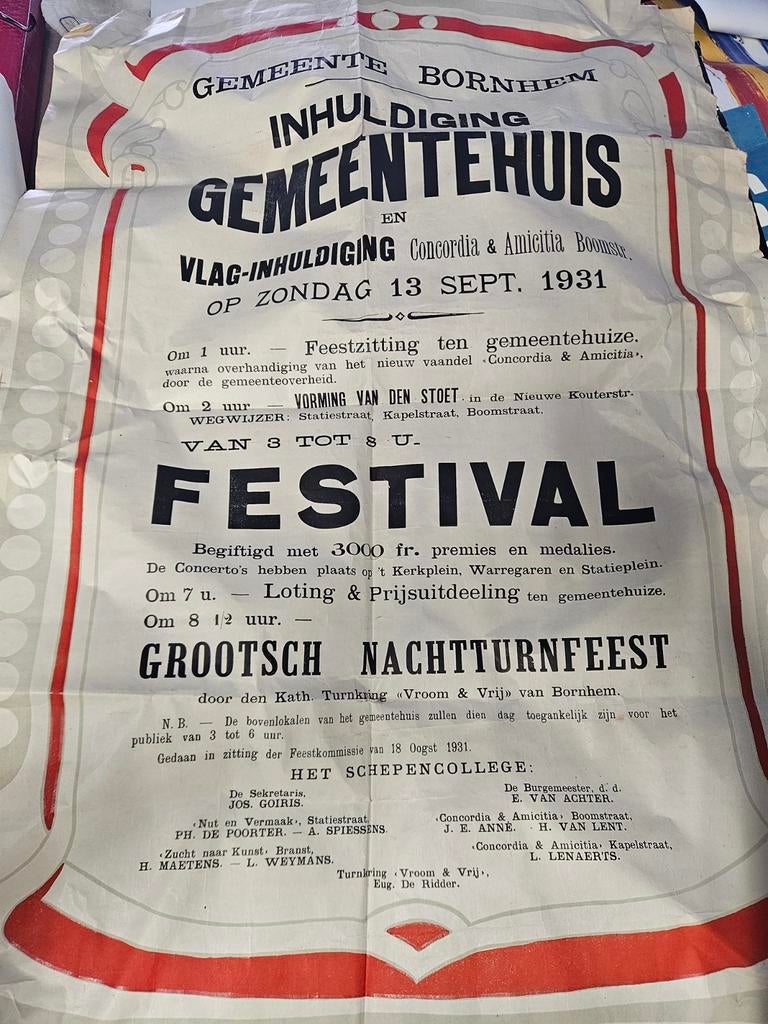 GEMEENTE BORNHEM
INHULDIGING
GEMEENTEHUIS
EN
VLAG-INHULDIGING Concordia & Amicitia Boomstr.
OP ZONDAG 13 SEPT. 1931
Om 1 uur. — Feestzitting ten gemeentehuize.
waarna overhandiging van het nieuw vaandel «Concordia & Amicitia»,
door de gemeenteoverheid.
Om 2 uur — VORMING VAN DEN STOET in de Nieuwe Kouterstr.
WEGWIJZER: Statiestraat, Kapelstraat, Boomstraat.
VAN 3 TOT 8 U.
FESTIVAL
Begiftigd met 3000 fr. premies en medalies.
De Concerto's hebben plaats op 't Kerkplein, Warregaren en Statieplein.
Om 7 u. — Loting & Prijsuitdeeling ten gemeentehuize.
Om 8 1/2 uur. —
GROOTSCH NACHTTURNFEEST
door den Kath. Turnkring «Vroom & Vrij» van Bornhem.
N. B. — De bovenlokalen van het gemeentehuis zullen dien dag toegankelijk zijn voor het
publiek van 3 tot 6 uur.
Gedaan in zitting der Feestkommissie van 18 Oogst 1931.
HET SCHEPENCOLLEGE:
De Sekretaris,
JOS. GOIRIS.
De Burgemeester, d. d.
E. VAN ACHTER.
«Nut en Vermaak», Statiestraat,
PH. DE POORTER. — A. SPIESSENS.
«Concordia & Amicitia» Boomstraat,
J. E. ANNÉ. - H. VAN LENT.
«Zucht naar Kunst» Branst,
H. MAETENS. — L. WEYMANS.
«Concordia & Amicitia» Kapelstraat,
L. LENAERTS.
Turnkring «Vroom & Vrij»,
Eug. De Ridder.